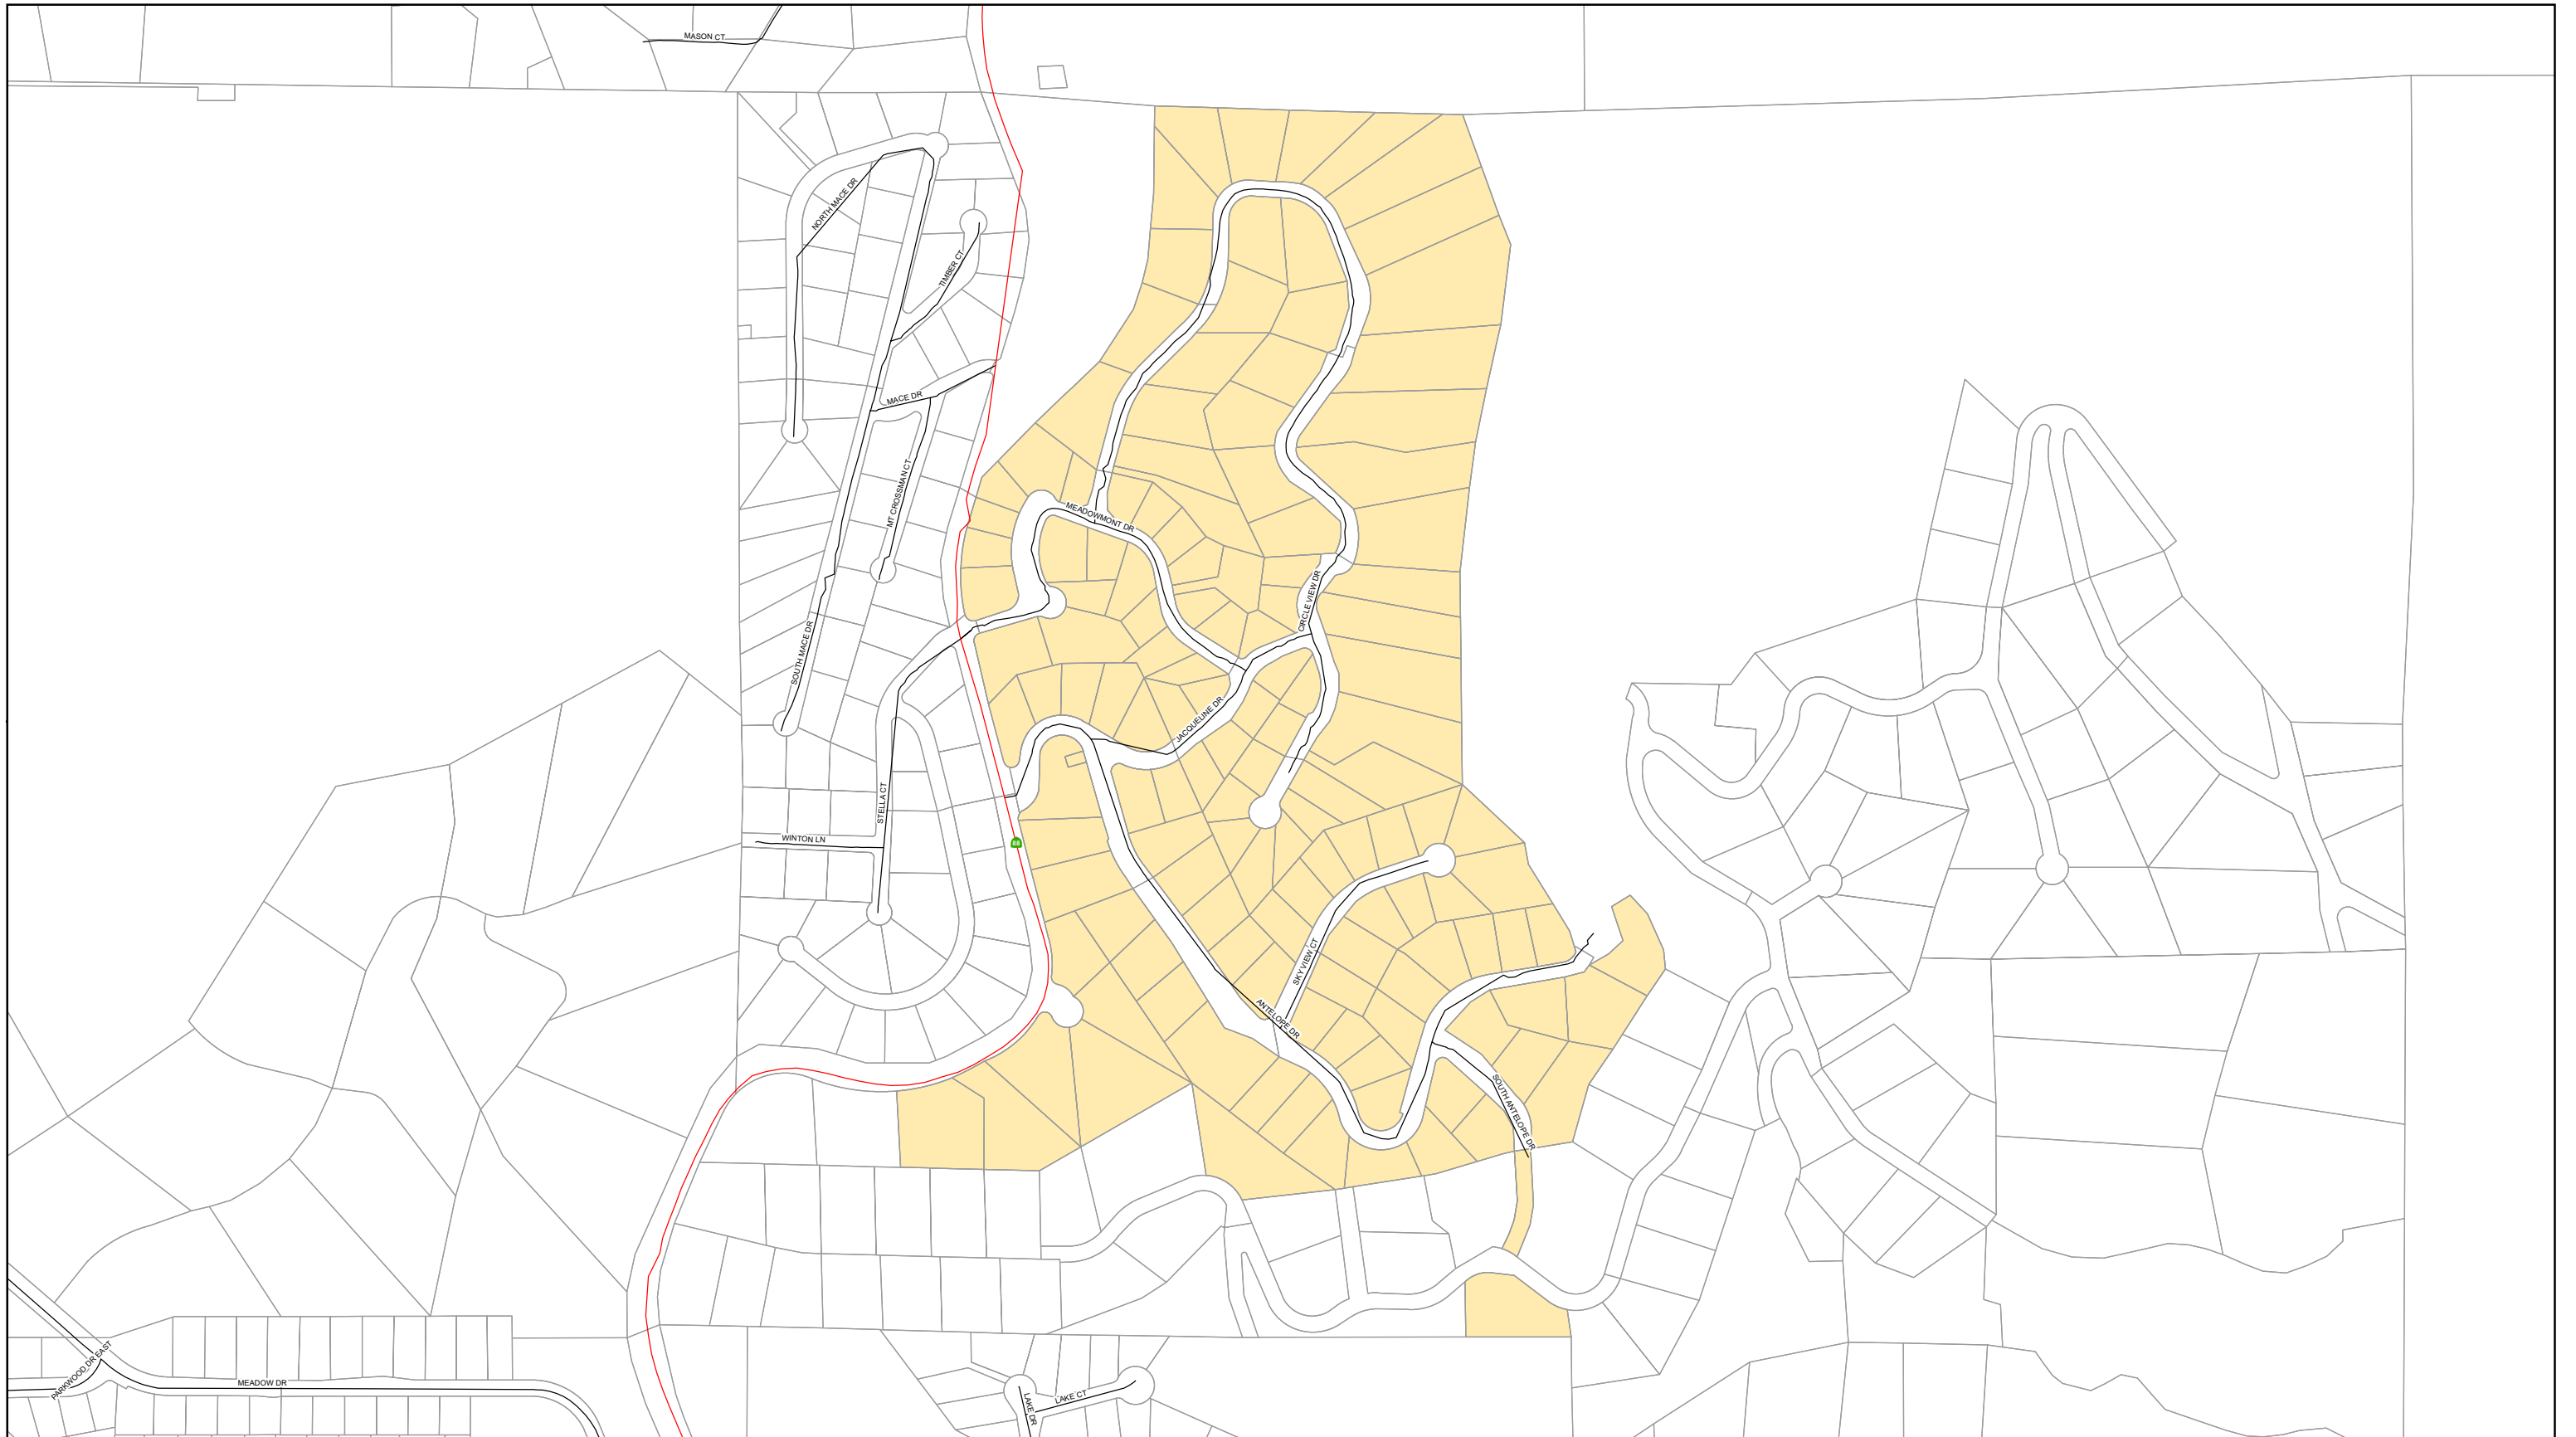 MASON CT
NORTH MACE DR
TIMBER CT
MACE DR
MT CROSSMAN CT
MEADOWMONT DR
CIRCLE VIEW DR
SOUTH MACE DR
JACQUELINE DR
STELLA CT
WINTON LN
88
SKY VIEW CT
ANTELOPE DR
SOUTH ANTELOPE DR
PARKWOOD DR EAST
MEADOW DR
LAKE DR
LAKE CT